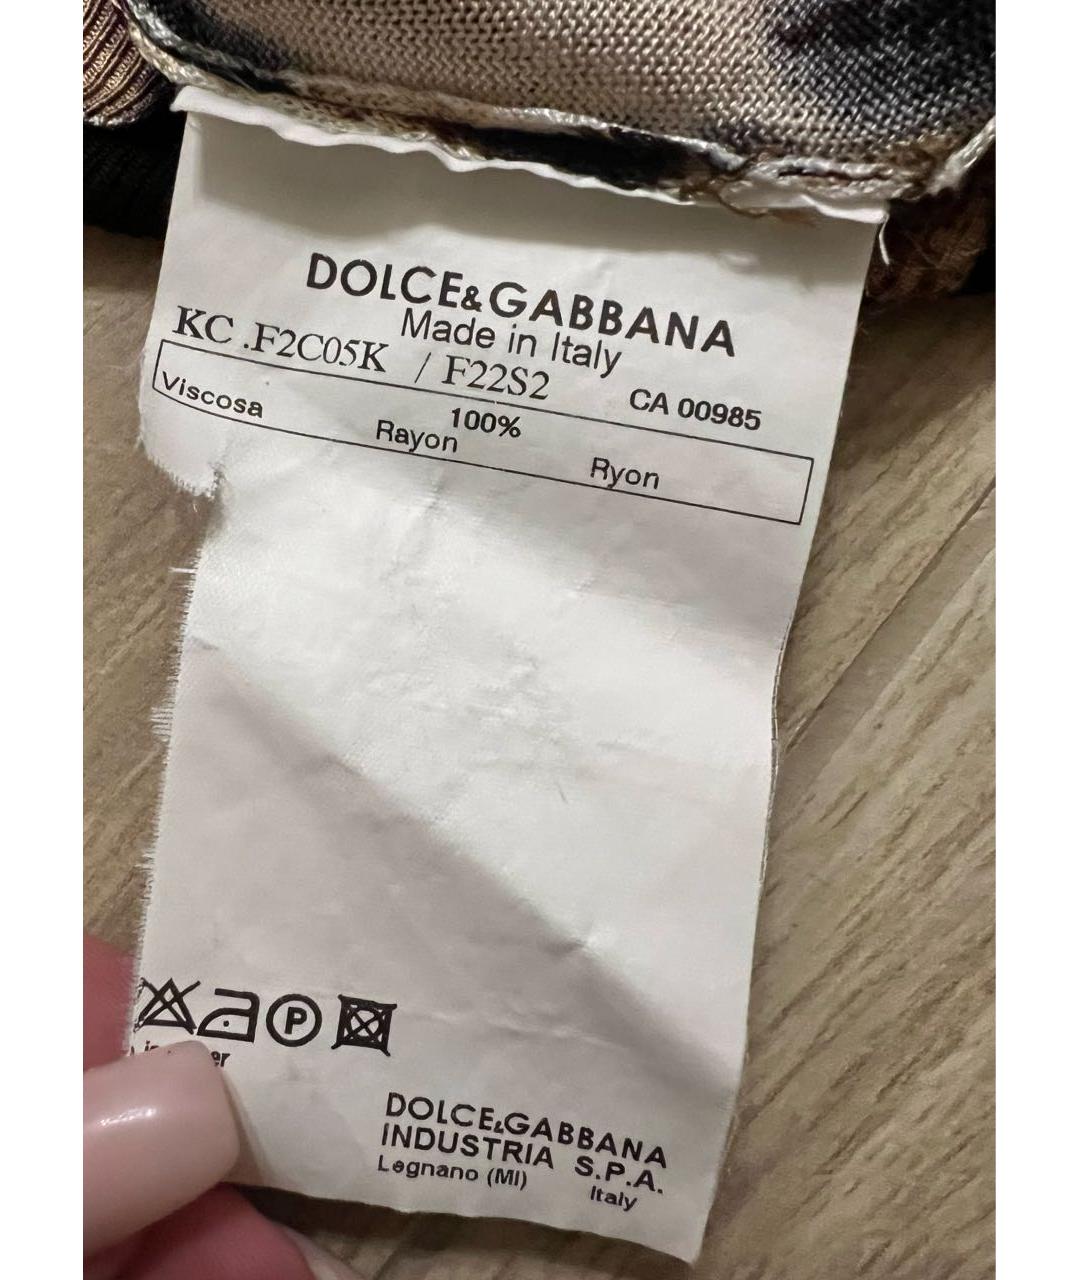 DOLCE&GABBANA
Made in Italy
KC .F2C05K / F22S2 CA 00985
Viscosa 100%
Rayon Ryon
P
DOLCE&GABBANA
INDUSTRIA S.P.A.
Legnano (MI) Italy